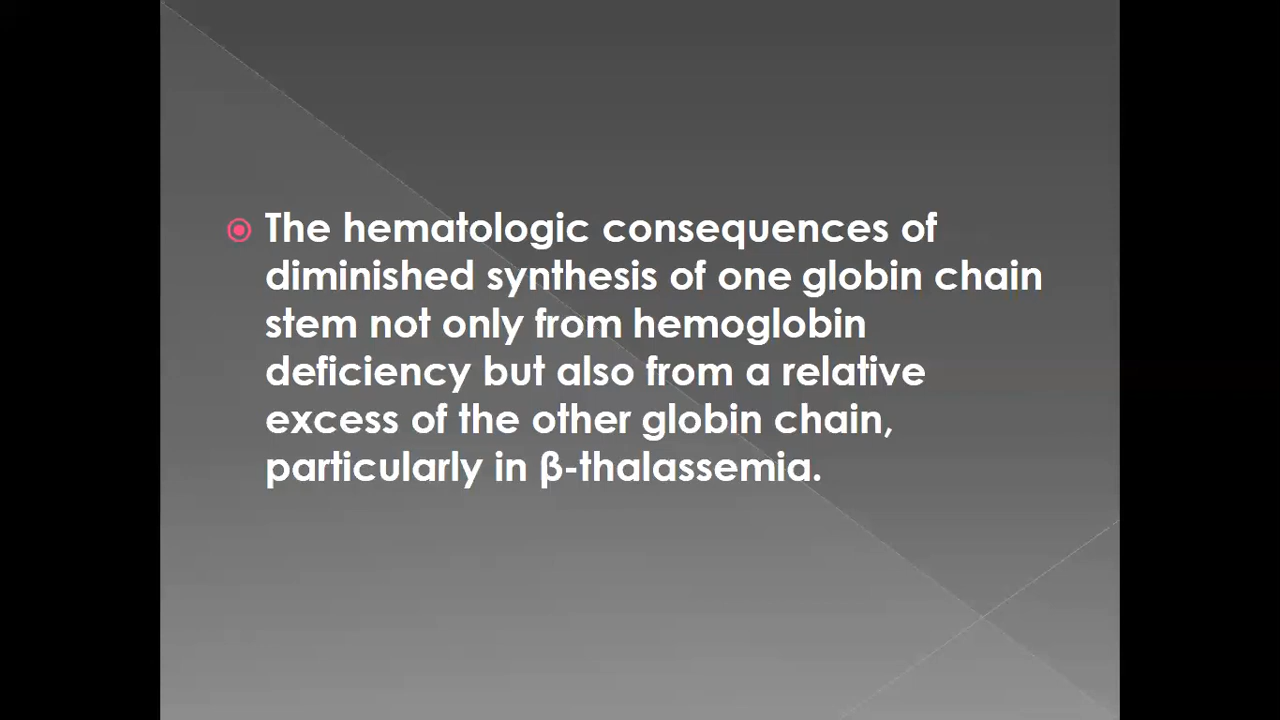 The hematologic consequences of
diminished synthesis of one globin chain
stem not only from hemoglobin
deficiency but also from a relative
excess of the other globin chain,
particularly in β-thalassemia.